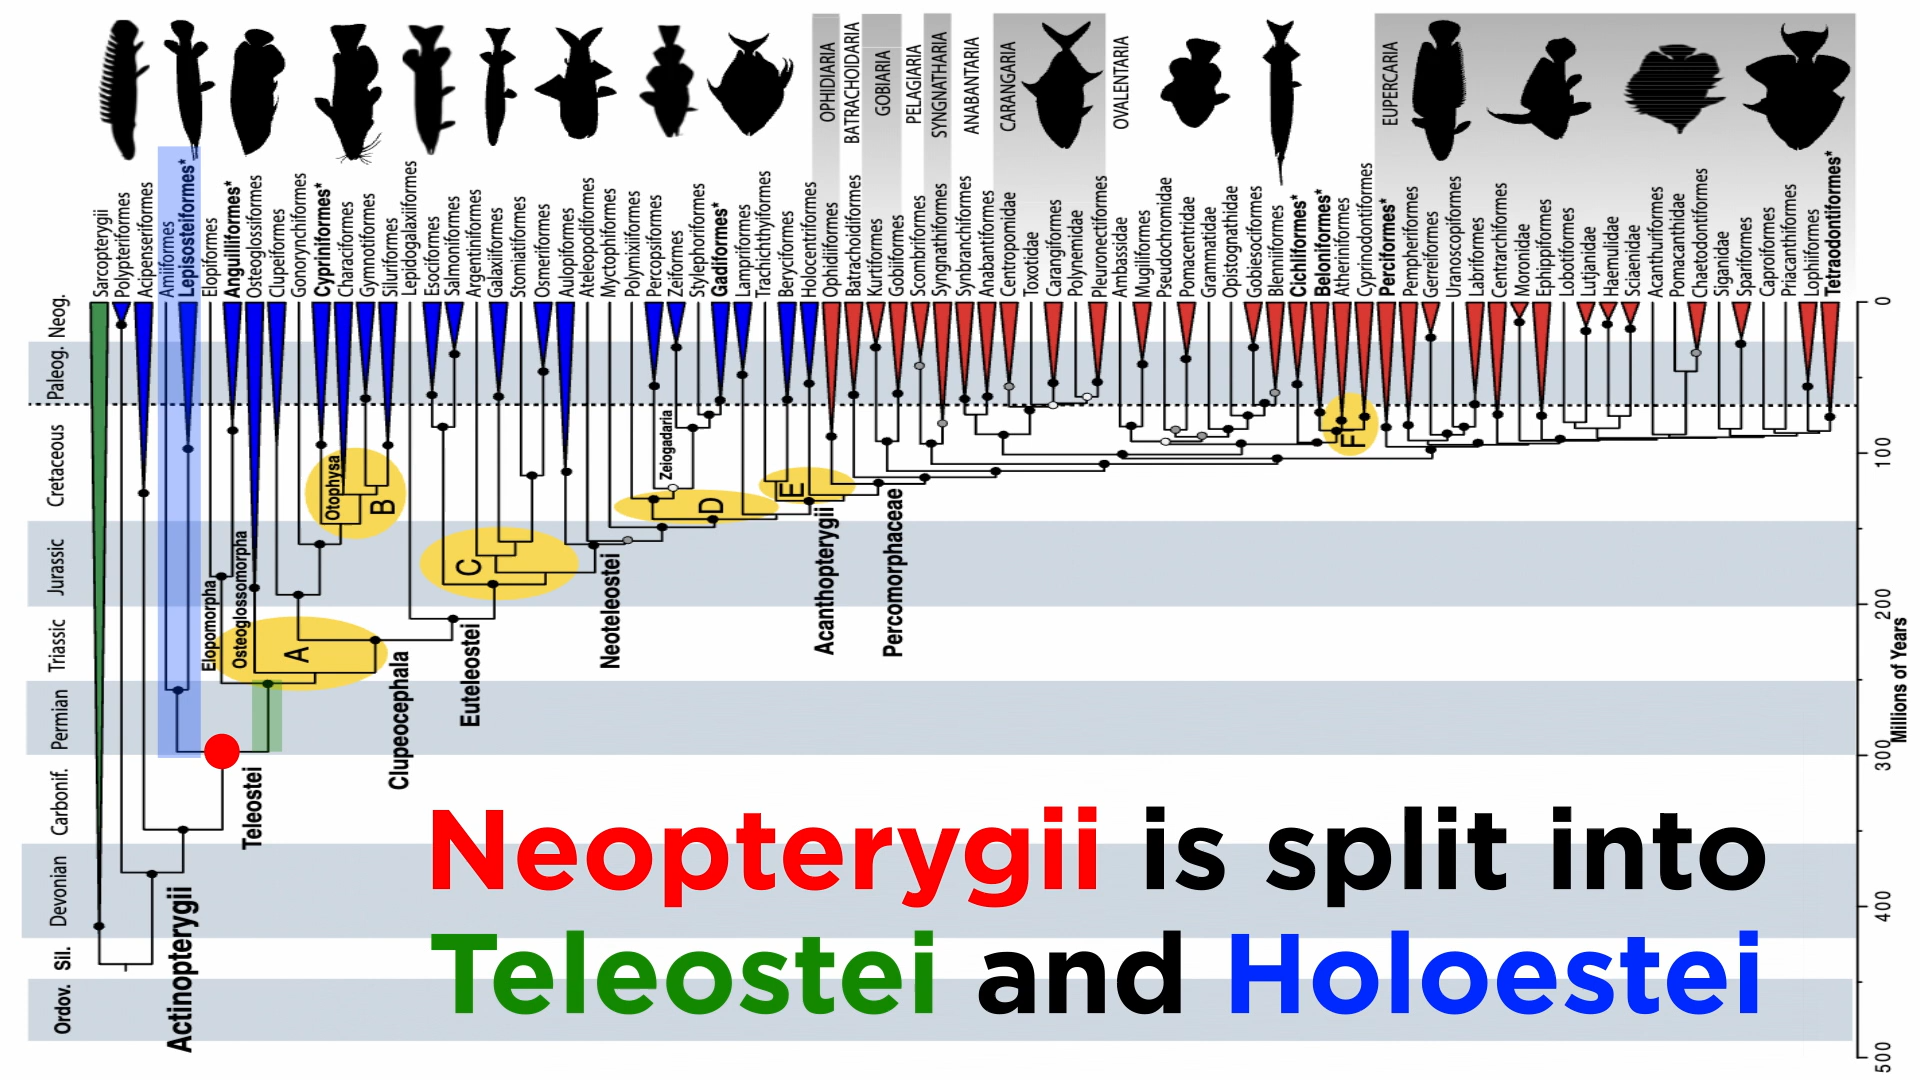 OPHIDIARIA
BATRACHOIDARIA
GOBIARIA
PELAGIARIA
SYNGNATHARIA
ANABANTARIA
CARANGARIA
OVALENTARIA
EUPERCARIA
Sarcopterygii
Polypteriformes
Acipenseriformes
Amiiformes
Lepisosteiformes*
Elopiformes
Anguilliformes*
Osteoglossiformes
Clupeiformes
Gonorynchiformes
Cypriniformes*
Characiformes
Gymnotiformes
Siluriformes
Lepidogalaxiiformes
Esociformes
Salmoniformes
Argentiniformes
Galaxiiformes
Stomiatiformes
Osmeriformes
Aulopiformes
Ateleopodiformes
Myctophiformes
Polymixiiformes
Percopsiformes
Zeiformes
Stylephoriformes
Gadiformes*
Lampriformes
Trachichthyiformes
Beryciformes
Holocentriformes
Ophidiiformes
Batrachoidiformes
Kurtiformes
Gobiiformes
Scombriformes
Syngnathiformes
Synbranchiformes
Anabantiformes
Centropomidae
Toxotidae
Carangiformes
Polynemidae
Pleuronectiformes
Ambassidae
Mugiliformes
Pseudochromidae
Pomacentridae
Grammatidae
Opistognathidae
Gobiesociformes
Blenniiformes
Cichliformes*
Beloniformes*
Atheriniformes
Cyprinodontiformes
Perciformes*
Pempheriformes
Gerreiformes
Uranoscopiformes
Labriformes
Centrarchiformes
Moronidae
Ephippiformes
Lobotiformes
Lutjanidae
Haemulidae
Sciaenidae
Acanthuriformes
Pomacanthidae
Chaetodontiformes
Siganidae
Spariformes
Caproiformes
Priacanthiformes
Lophiiformes
Tetraodontiformes*
Neog.
Paleog.
Cretaceous
Jurassic
Triassic
Permian
Carbonif.
Devonian
Sil.
Ordov.
0
100
200
300
400
500
Millions of Years
Zeiogadaria
Otophysa
A
B
C
D
E
F
Elopomorpha
Osteoglossomorpha
Acanthopterygii
Percomorphaceae
Neoteleostei
Euteleostei
Clupeocephala
Teleostei
Actinopterygii
Neopterygii is split into
Teleostei and Holoestei